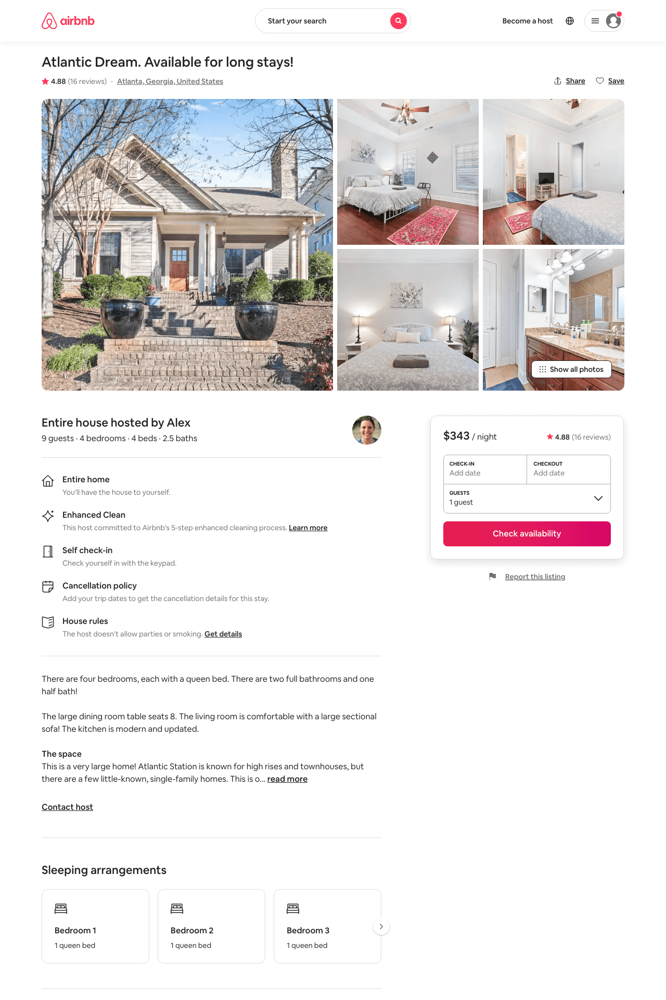 airbnb
Start your search
Become a host
Atlantic Dream. Available for long stays!
4.88 (16 reviews) · Atlanta, Georgia, United States
Share
Save
Show all photos
Entire house hosted by Alex
9 guests · 4 bedrooms · 4 beds · 2.5 baths
Entire home
You'll have the house to yourself.
Enhanced Clean
This host committed to Airbnb's 5-step enhanced cleaning process. Learn more
Self check-in
Check yourself in with the keypad.
Cancellation policy
Add your trip dates to get the cancellation details for this stay.
House rules
The host doesn't allow parties or smoking. Get details
There are four bedrooms, each with a queen bed. There are two full bathrooms and one
half bath!
The large dining room table seats 8. The living room is comfortable with a large sectional
sofa! The kitchen is modern and updated.
The space
This is a very large home! Atlantic Station is known for high rises and townhouses, but
there are a few little-known, single-family homes. This is o... read more
Contact host
$343 / night
4.88 (16 reviews)
CHECK-IN
Add date
CHECKOUT
Add date
GUESTS
1 guest
Check availability
Report this listing
Sleeping arrangements
Bedroom 1
1 queen bed
Bedroom 2
1 queen bed
Bedroom 3
1 queen bed